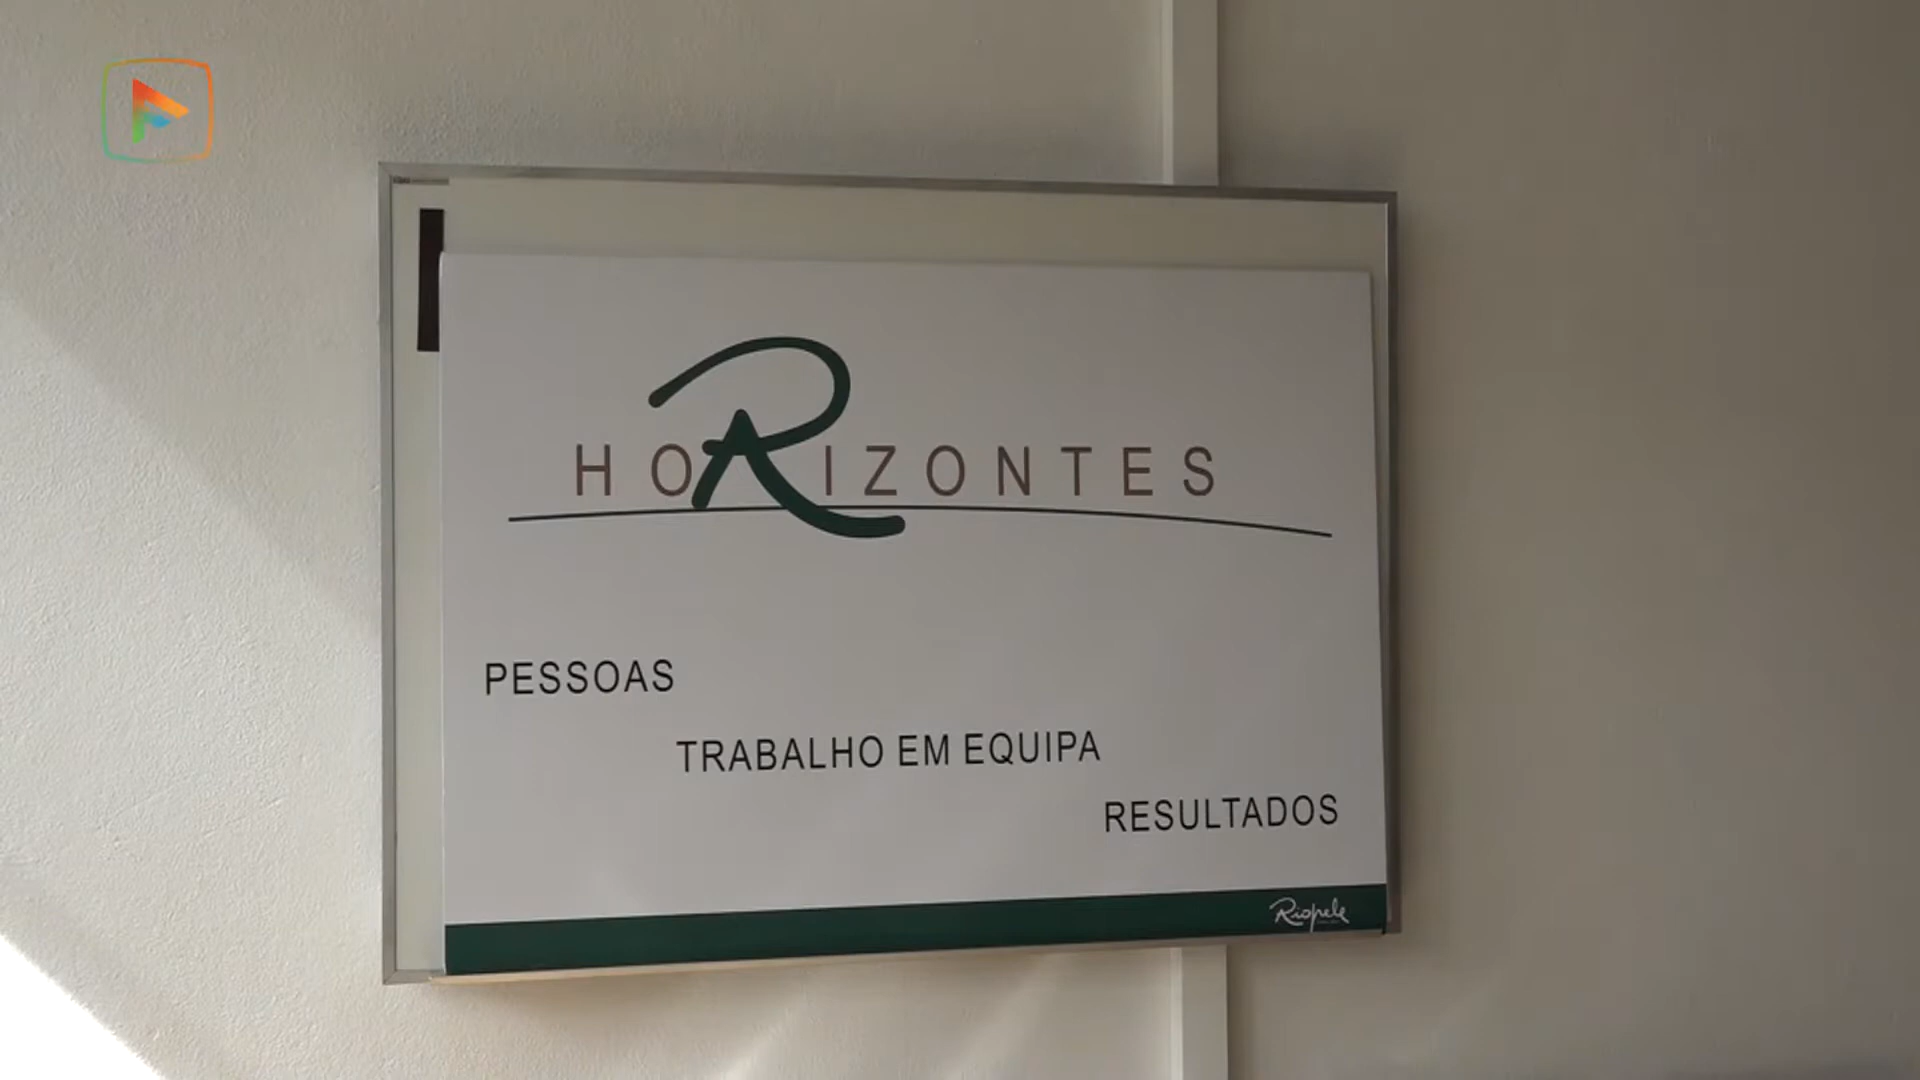 HORIZONTES
PESSOAS
TRABALHO EM EQUIPA
RESULTADOS
Riopele